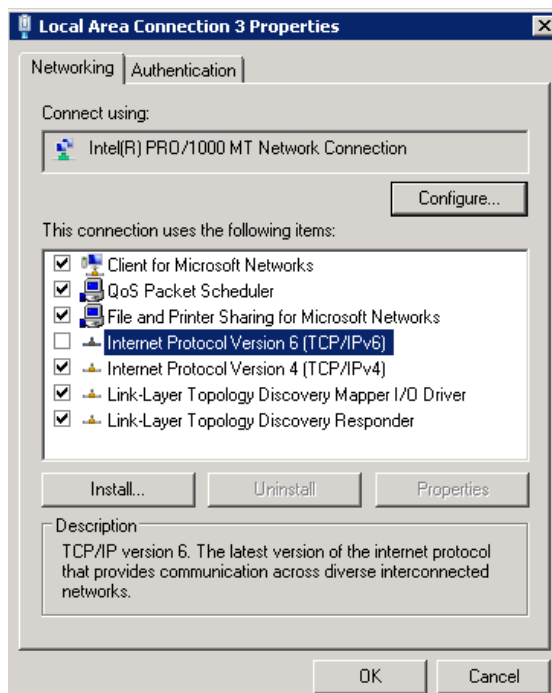 Local Area Connection 3 Properties
Networking
Authentication
Connect using:
Intel(R) PRO/1000 MT Network Connection
Configure...
This connection uses the following items:
Client for Microsoft Networks
QoS Packet Scheduler
File and Printer Sharing for Microsoft Networks
Internet Protocol Version 6 (TCP/IPv6)
Internet Protocol Version 4 (TCP/IPv4)
Link-Layer Topology Discovery Mapper I/O Driver
Link-Layer Topology Discovery Responder
Install...
Uninstall
Properties
Description
TCP/IP version 6. The latest version of the internet protocol
that provides communication across diverse interconnected
networks.
OK
Cancel